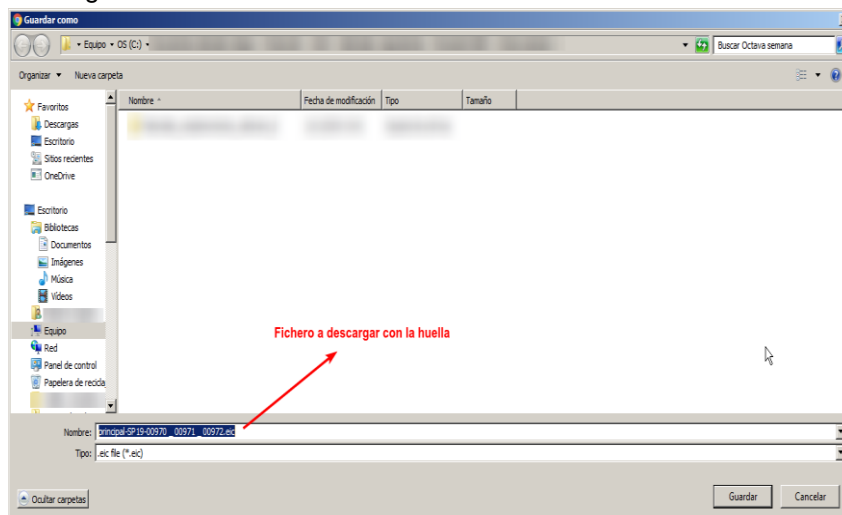 Guardar como
Equipo OS (C:)
Buscar Octava semana
Organizar Nueva carpeta
Nombre Fecha de modificación Tipo Tamaño
Favoritos
Descargas
Escritorio
Sitios recientes
OneDrive
Escritorio
Bibliotecas
Documentos
Imágenes
Música
Vídeos
Equipo
Red
Panel de control
Papelera de recicla
Fichero a descargar con la huella
Nombre: principal-SP19-00970_00971_00972.eic
Tipo: .eic file (*.eic)
Ocultar carpetas Guardar Cancelar